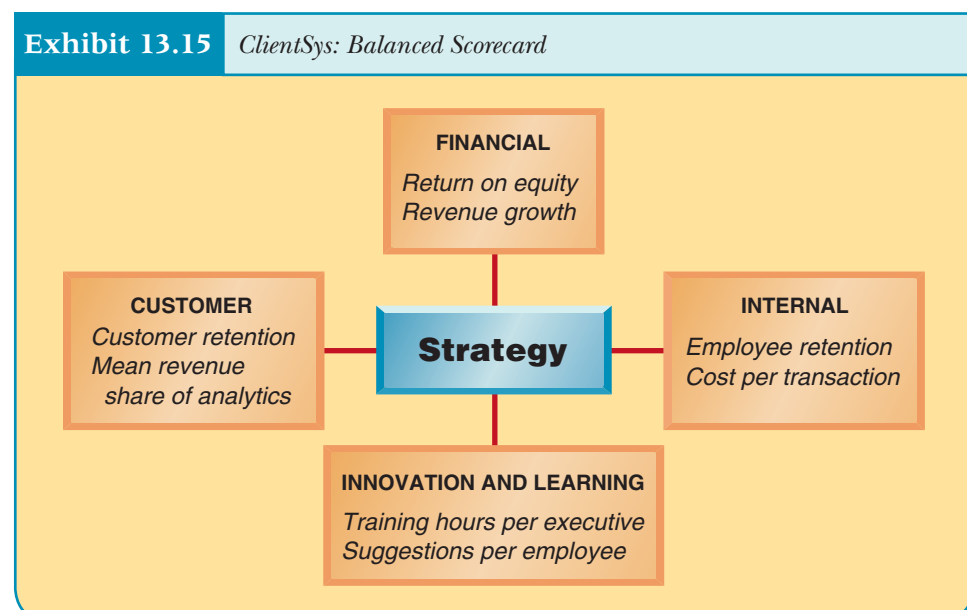 Exhibit 13.15 ClientSys: Balanced Scorecard
FINANCIAL
Return on equity
Revenue growth
CUSTOMER
Customer retention
Mean revenue
share of analytics
Strategy
INTERNAL
Employee retention
Cost per transaction
INNOVATION AND LEARNING
Training hours per executive
Suggestions per employee